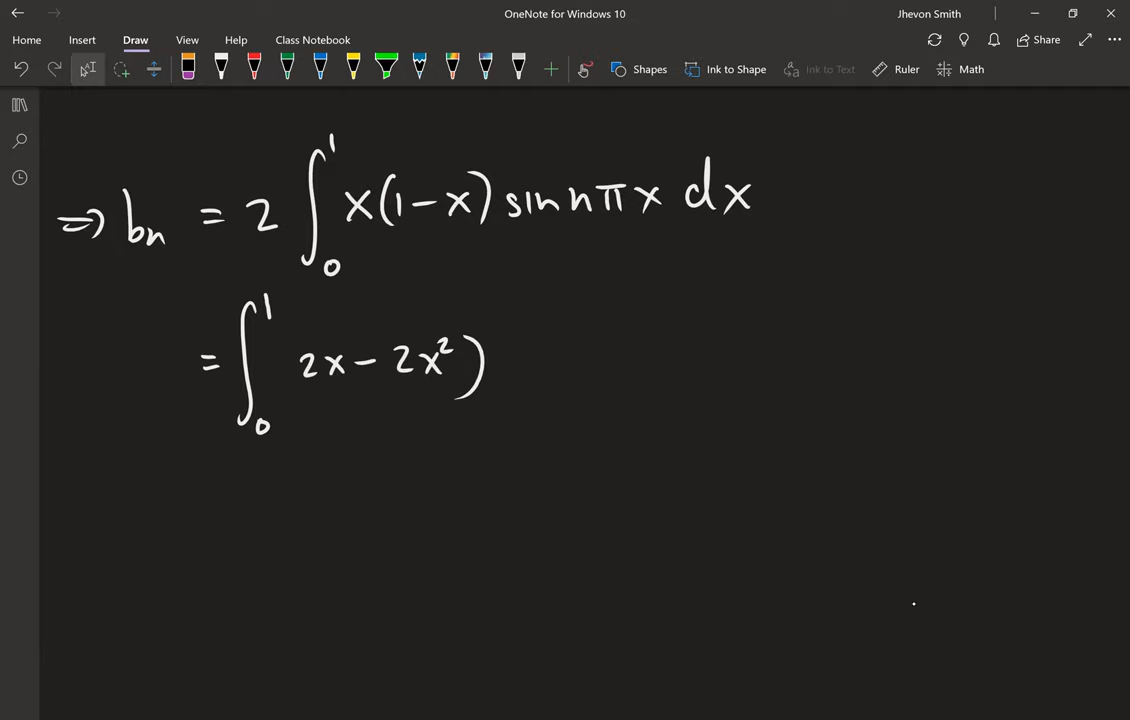 OneNote for Windows 10
Jhevon Smith
Home Insert Draw View Help Class Notebook
Share
Shapes Ink to Shape Ink to Text Ruler Math
⇒ bₙ = 2 ∫₀¹ x(1-x) sin nπx dx
= ∫₀¹ 2x - 2x²)